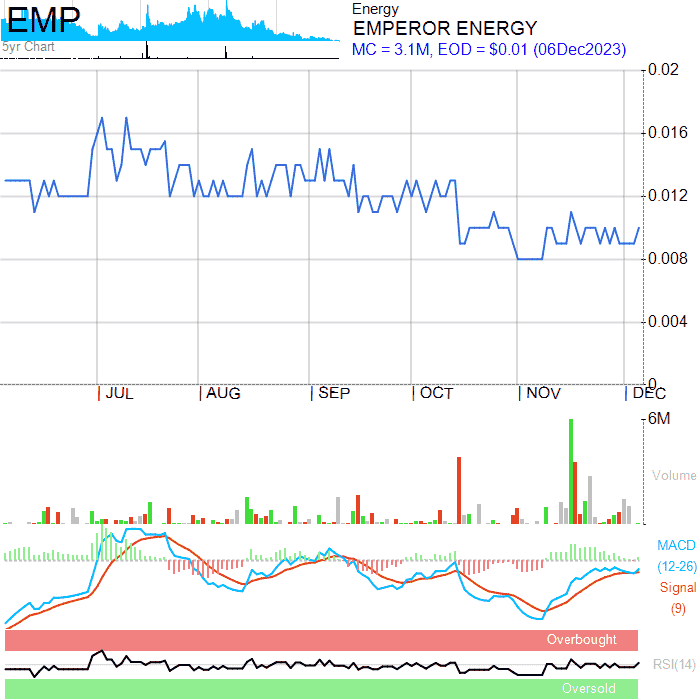 EMP
5yr Chart
Energy
EMPEROR ENERGY
MC = 3.1M, EOD = $0.01 (06Dec2023)
0.02
0.016
0.012
0.008
0.004
0
JUL AUG SEP OCT NOV DEC
6M
Volume
MACD
(12-26)
Signal
(9)
Overbought
RSI(14)
Oversold